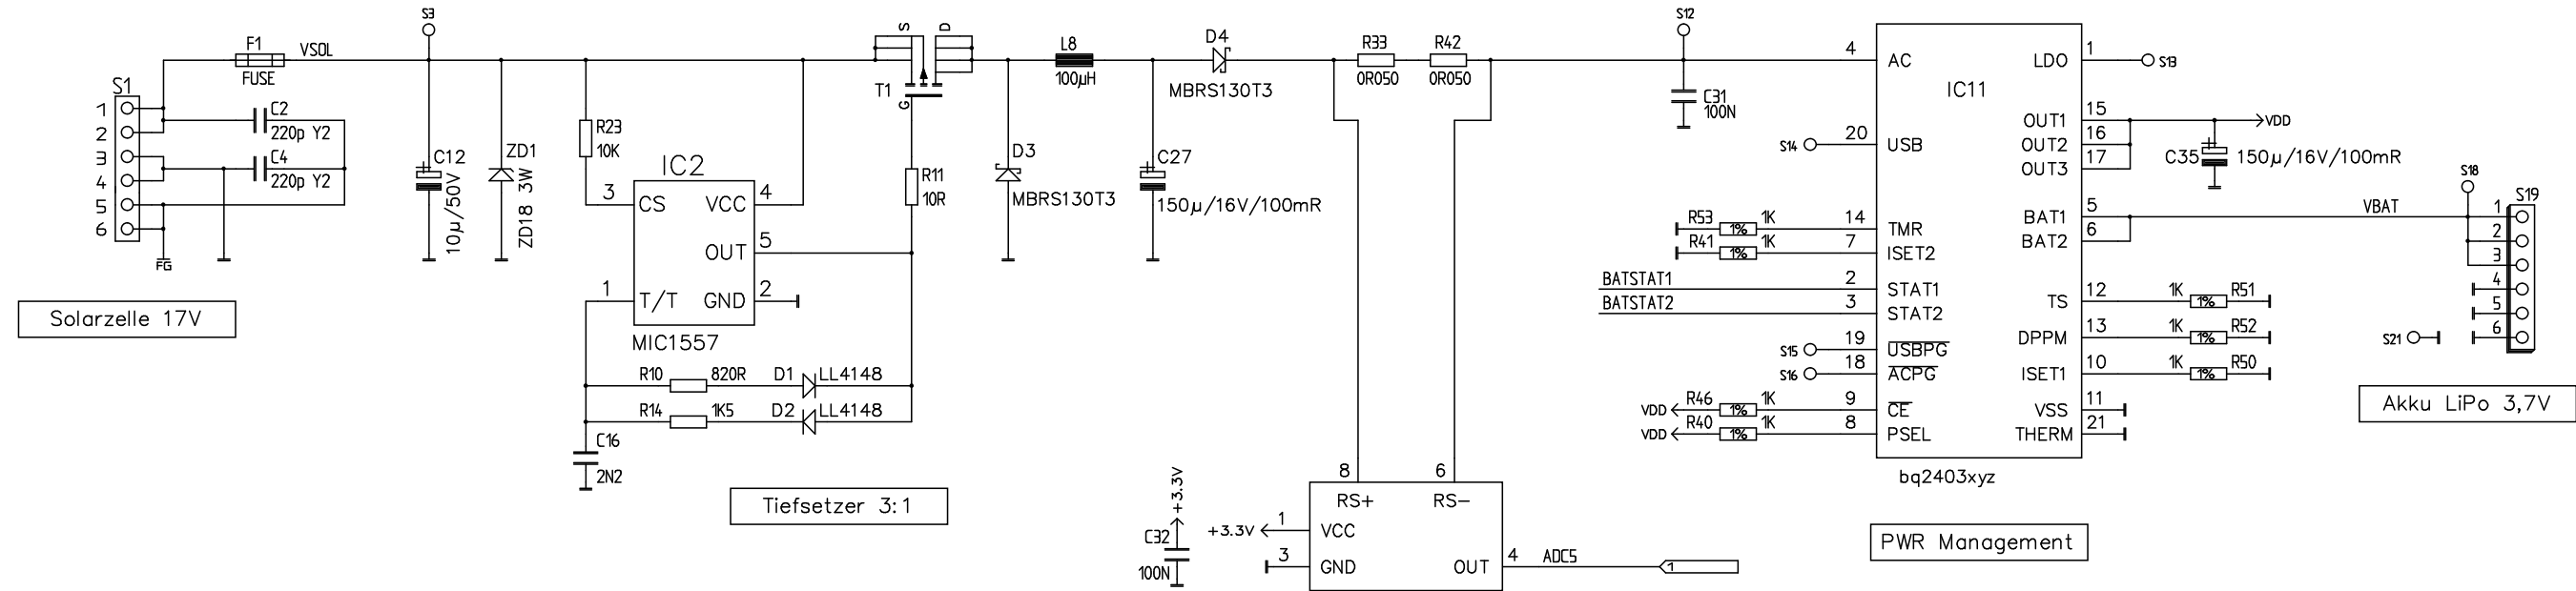 S1
1
2
3
4
5
6
F1
FUSE
VSOL
C2
220p Y2
C4
220p Y2
FG
Solarzelle 17V
S3
C12
10µ/50V
ZD1
ZD18 3W
R23
10K
IC2
3
CS
VCC
4
OUT
5
1
T/T
GND
2
MIC1557
R10
820R
D1
LL4148
R14
1K5
D2
LL4148
C16
2N2
Tiefsetzer 3:1
T1
S
D
G
R11
10R
D3
MBRS130T3
L8
100µH
C27
150µ/16V/100mR
D4
MBRS130T3
R33
0R050
R42
0R050
8
6
RS+
RS-
+3.3V
1
VCC
3
GND
OUT
4
ADC5
1
+3.3V
C32
100N
S12
C31
100N
IC11
4
AC
S14
20
USB
R53
1%
1K
14
TMR
R41
1%
1K
7
ISET2
BATSTAT1
2
STAT1
BATSTAT2
3
STAT2
S15
19
USBPG
S16
18
ACPG
VDD
R46
1%
1K
9
CE
VDD
R40
1%
1K
8
PSEL
LDO
1
S13
OUT1
15
OUT2
16
OUT3
17
VDD
C35
150µ/16V/100mR
BAT1
5
BAT2
6
VBAT
TS
12
1K
1%
R51
DPPM
13
1K
1%
R52
ISET1
10
1K
1%
R50
VSS
11
THERM
21
bq2403xyz
PWR Management
S18
S19
1
2
3
4
5
6
S21
Akku LiPo 3,7V